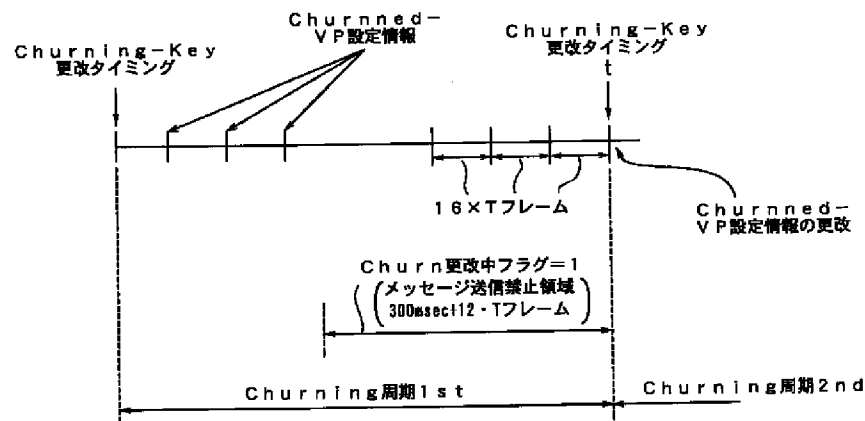 Churning-Key
更改タイミング
Churnned-
VP設定情報
Churning-Key
更改タイミング
t
16×Tフレーム
Churnned-
VP設定情報の更改
Churn更改中フラグ=1
(メッセージ送信禁止領域
300msec+12・Tフレーム)
Churning周期1st
Churning周期2nd